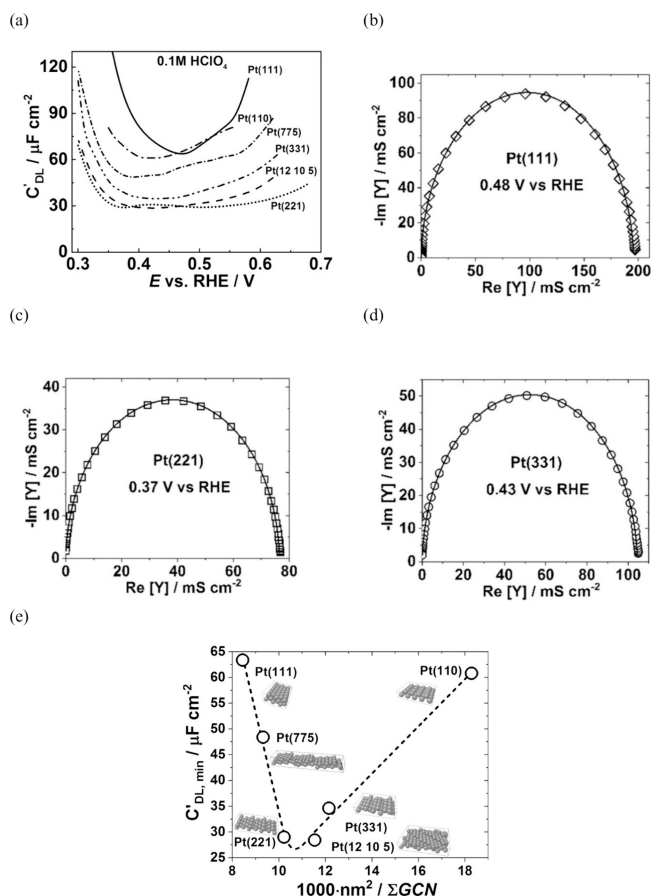 (a)
(b)
0.1M HClO₄
C'DL / μF cm⁻²
120
90
60
30
0
Pt(111)
Pt(110)
Pt(775)
Pt(331)
Pt(12 10 5)
Pt(221)
0.3 0.4 0.5 0.6 0.7
E vs. RHE / V
-Im [Y] / mS cm⁻²
100
80
60
40
20
0
Pt(111)
0.48 V vs RHE
0 50 100 150 200
Re [Y] / mS cm⁻²
(c)
(d)
-Im [Y] / mS cm⁻²
40
30
20
10
0
Pt(221)
0.37 V vs RHE
0 20 40 60 80
Re [Y] / mS cm⁻²
-Im [Y] / mS cm⁻²
50
40
30
20
10
0
Pt(331)
0.43 V vs RHE
0 20 40 60 80 100
Re [Y] / mS cm⁻²
(e)
C'DL, min / μF cm⁻²
65
60
55
50
45
40
35
30
25
Pt(111)
Pt(110)
Pt(775)
Pt(331)
Pt(221)
Pt(12 10 5)
8 10 12 14 16 18
1000·nm² / ΣGCN